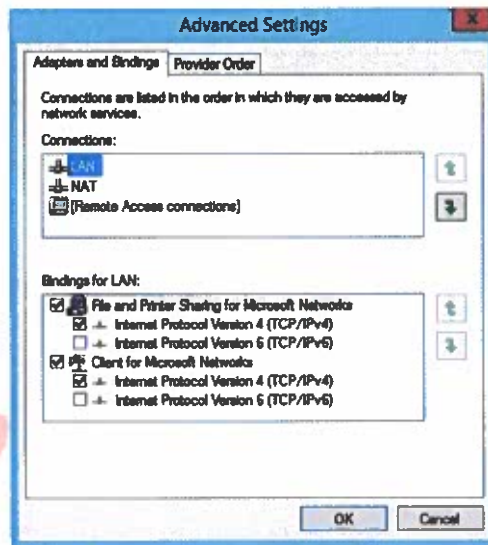 Advanced Settings
Adapters and Bindings
Provider Order
Connections are listed in the order in which they are accessed by
network services.
Connections:
LAN
NAT
[Remote Access connections]
Bindings for LAN:
File and Printer Sharing for Microsoft Networks
Internet Protocol Version 4 (TCP/IPv4)
Internet Protocol Version 6 (TCP/IPv6)
Client for Microsoft Networks
Internet Protocol Version 4 (TCP/IPv4)
Internet Protocol Version 6 (TCP/IPv6)
OK
Cancel